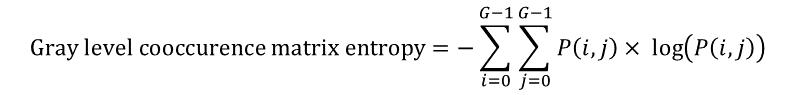 Gray level cooccurence matrix entropy = − ∑_{i=0}^{G−1} ∑_{j=0}^{G−1} P(i,j) × log(P(i,j))